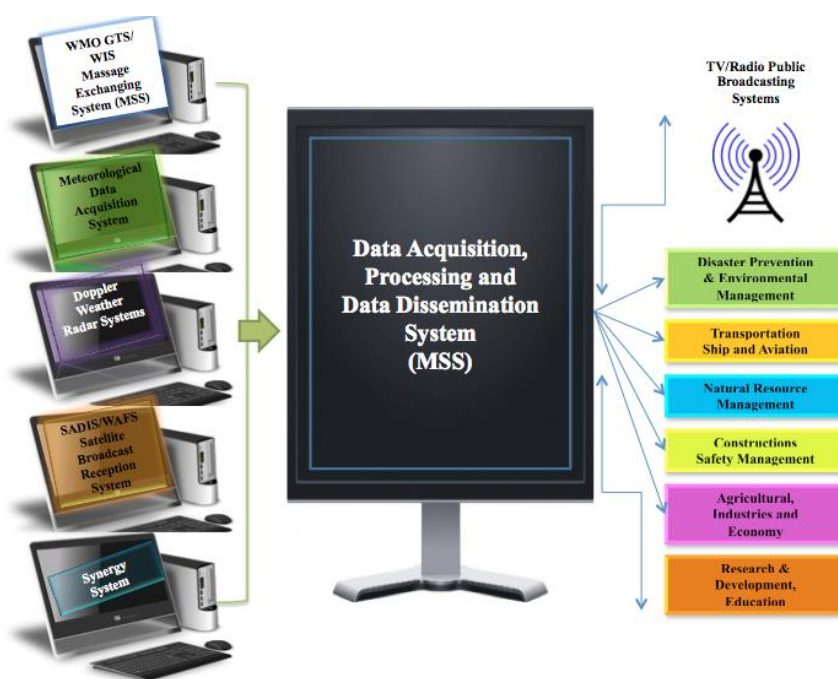 WMO GTS/
WIS
Massage
Exchanging
System (MSS)
Meteorological
Data
Acquisition
System
Doppler
Weather
Radar Systems
SADIS/WAFS
Satellite
Broadcast
Reception
System
Synergy
System
Data Acquisition,
Processing and
Data Dissemination
System
(MSS)
TV/Radio Public
Broadcasting
Systems
Disaster Prevention
& Environmental
Management
Transportation
Ship and Aviation
Natural Resource
Management
Constructions
Safety Management
Agricultural,
Industries and
Economy
Research &
Development,
Education